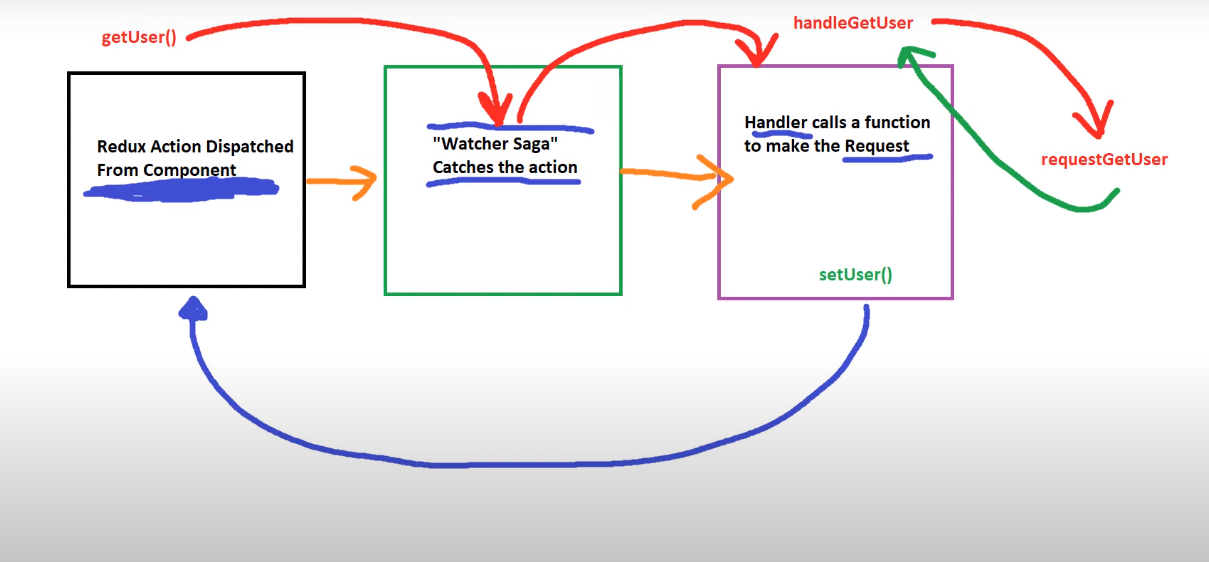 getUser()
handleGetUser
Redux Action Dispatched
From Component
"Watcher Saga"
Catches the action
Handler calls a function
to make the Request
requestGetUser
setUser()